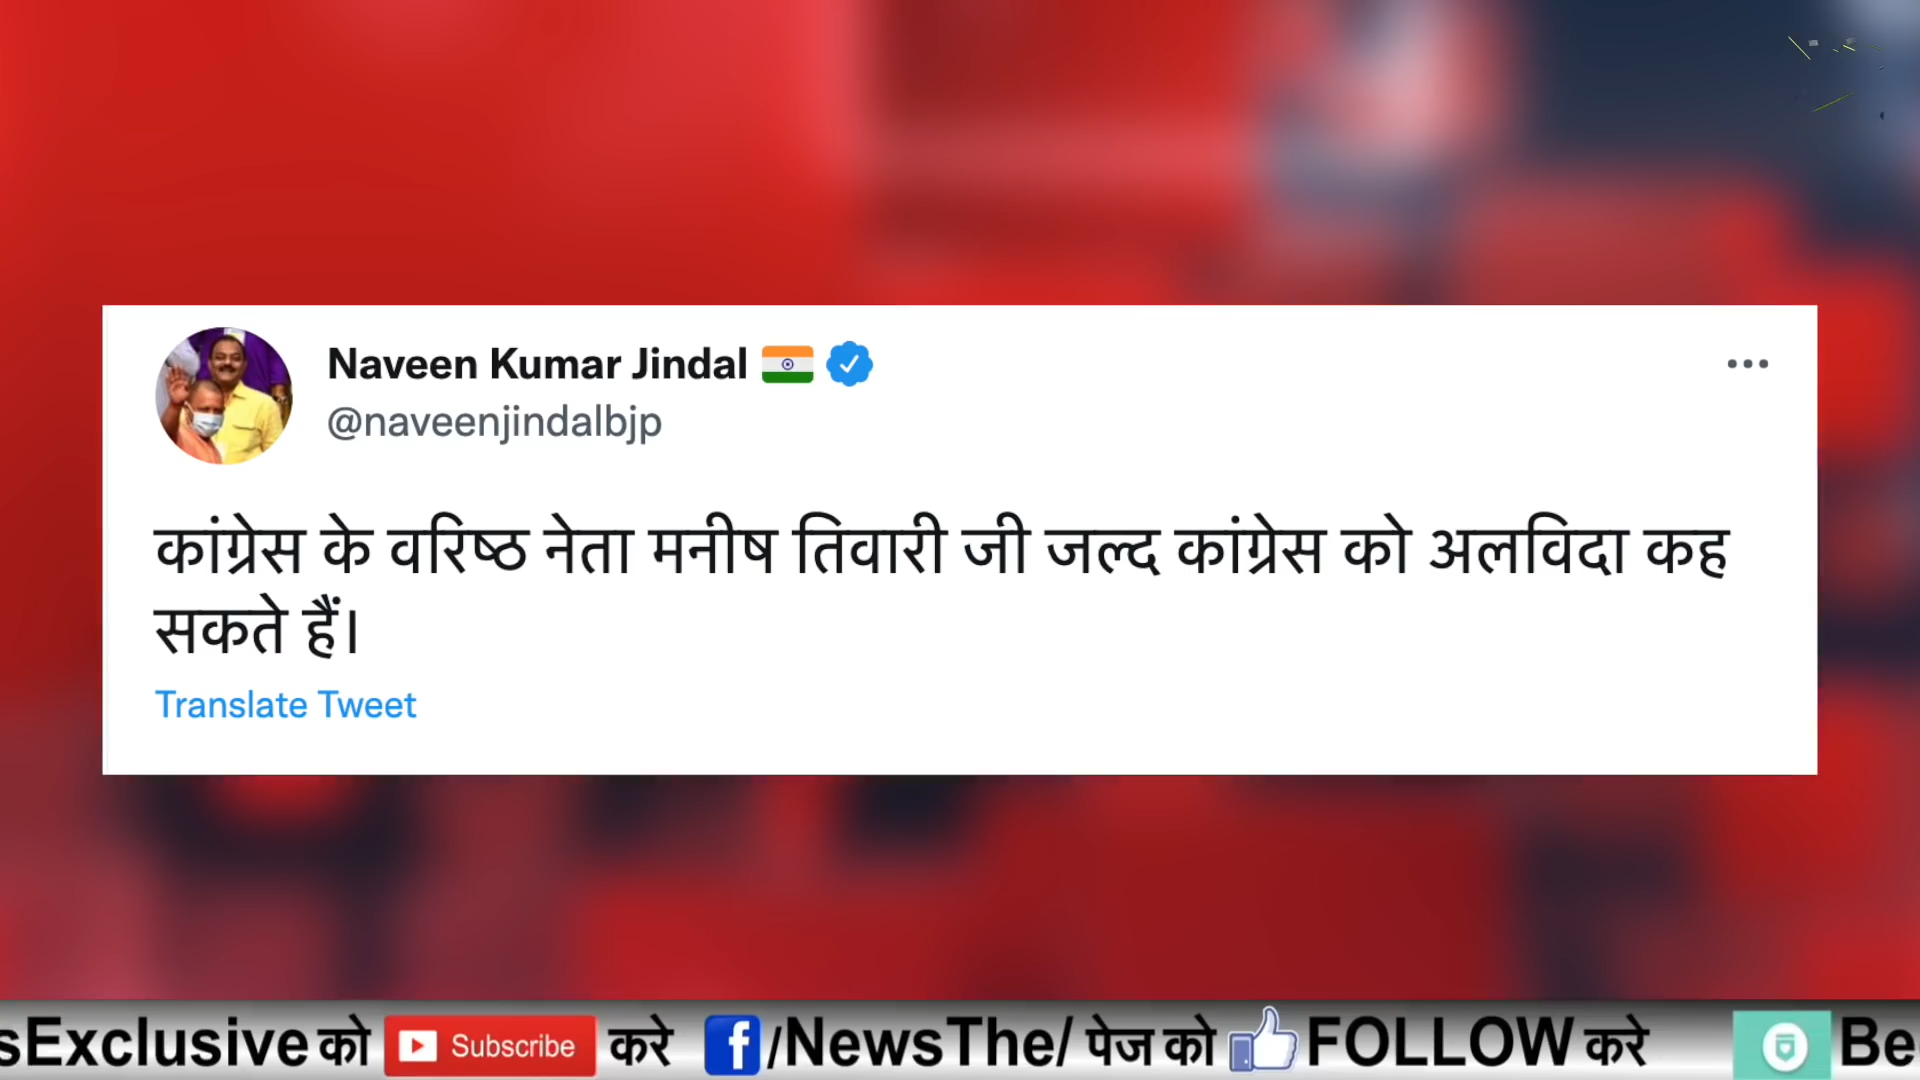 Naveen Kumar Jindal
@naveenjindalbjp
कांग्रेस के वरिष्ठ नेता मनीष तिवारी जी जल्द कांग्रेस को अलविदा कह
सकते हैं।
Translate Tweet
sExclusive को Subscribe करे f/NewsThe/ पेज को FOLLOW करे Be